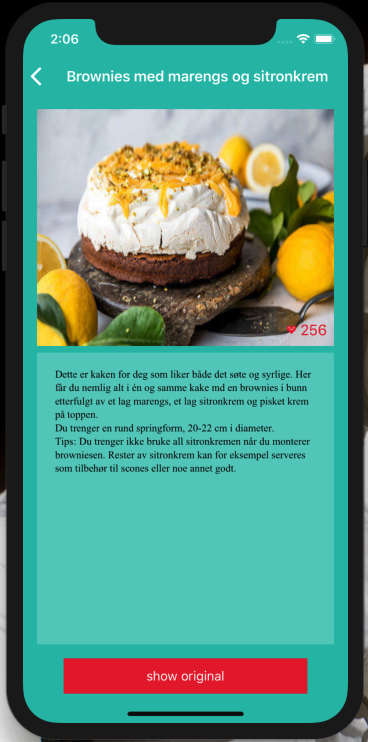 2:06
Brownies med marengs og sitronkrem
256
Dette er kaken for deg som liker både det søte og syrlige. Her
får du nemlig alt i én og samme kake md en brownies i bunn
etterfulgt av et lag marengs, et lag sitronkrem og pisket krem
på toppen.
Du trenger en rund springform, 20-22 cm i diameter.
Tips: Du trenger ikke bruke all sitronkremen når du monterer
browniesen. Rester av sitronkrem kan for eksempel serveres
som tilbehør til scones eller noe annet godt.
show original